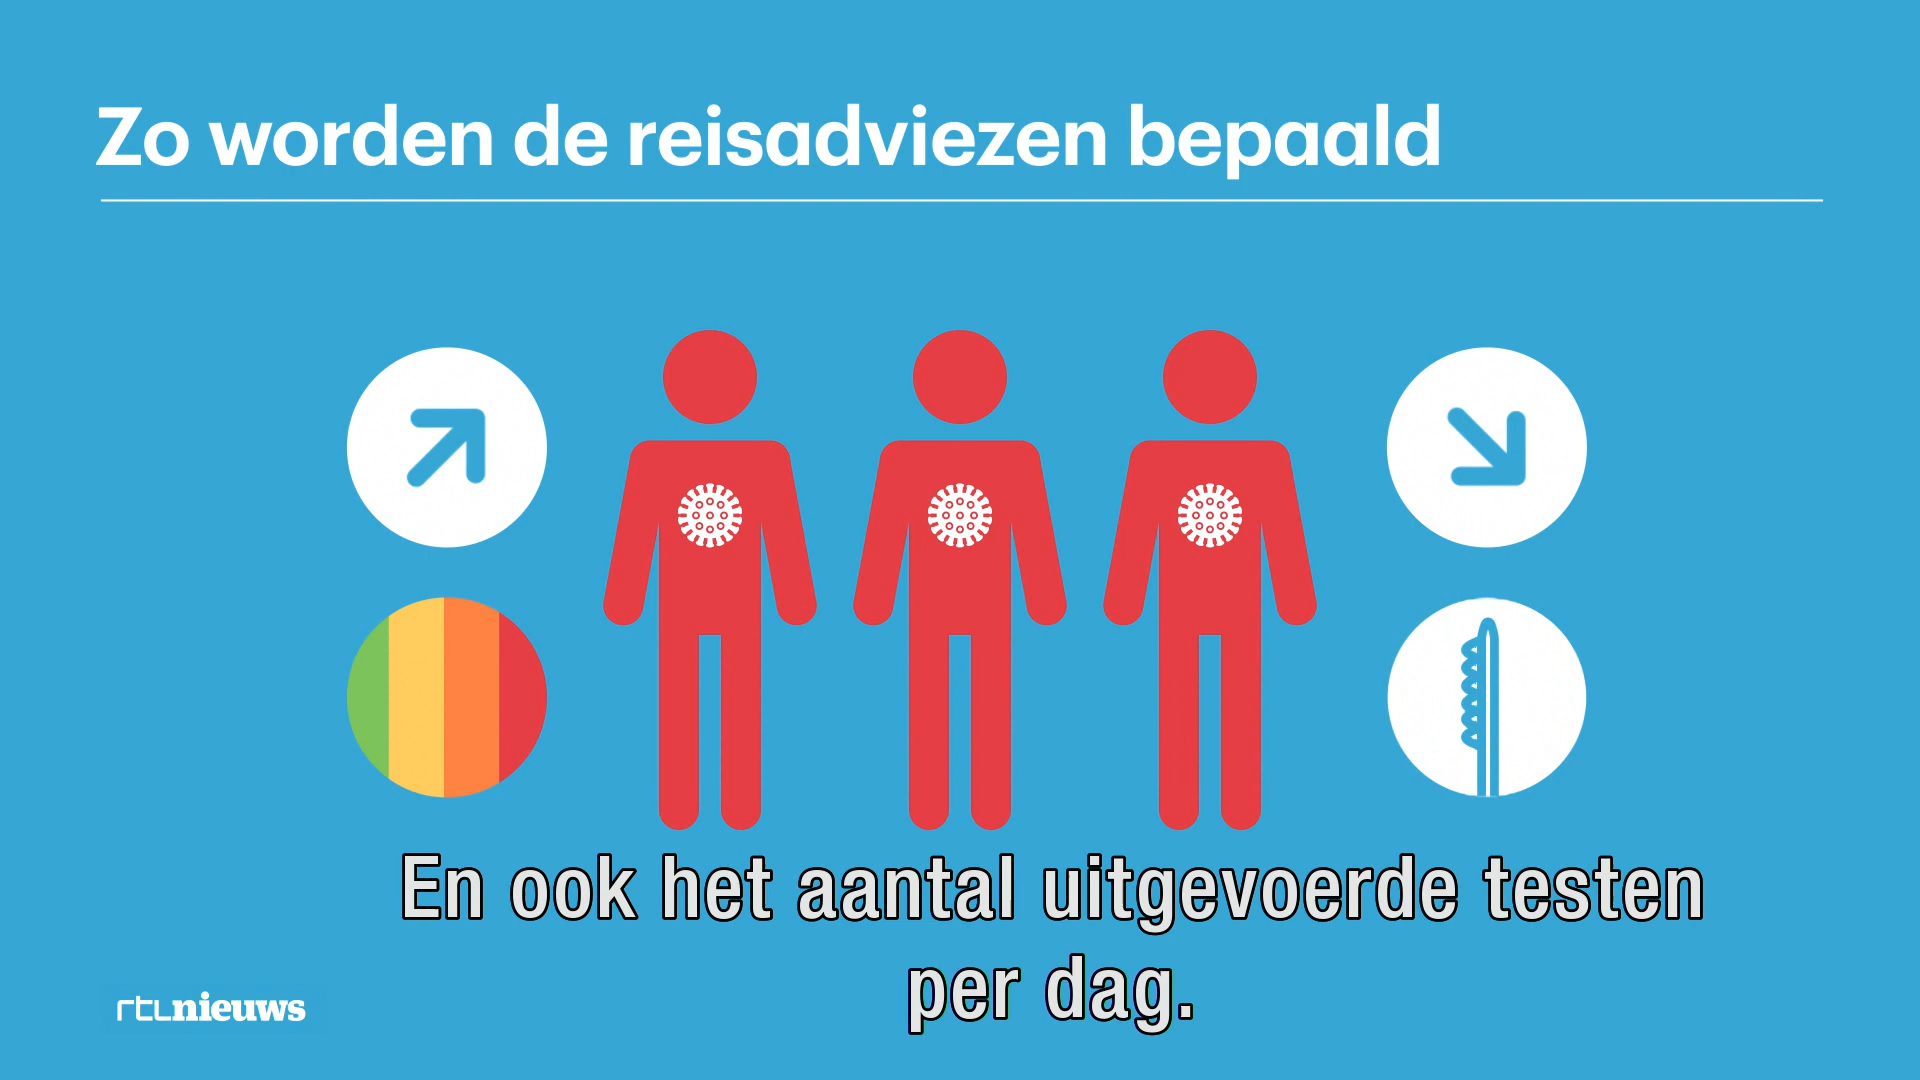 Zo worden de reisadviezen bepaald
En ook het aantal uitgevoerde testen
per dag.
rtlnieuws